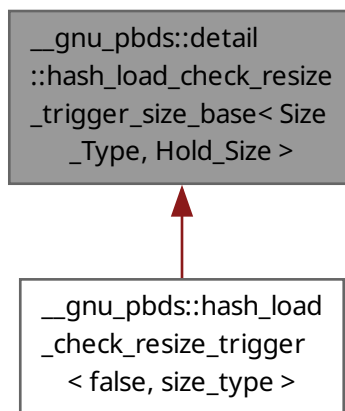 __gnu_pbds::detail
::hash_load_check_resize
_trigger_size_base< Size
_Type, Hold_Size >
__gnu_pbds::hash_load
_check_resize_trigger
< false, size_type >